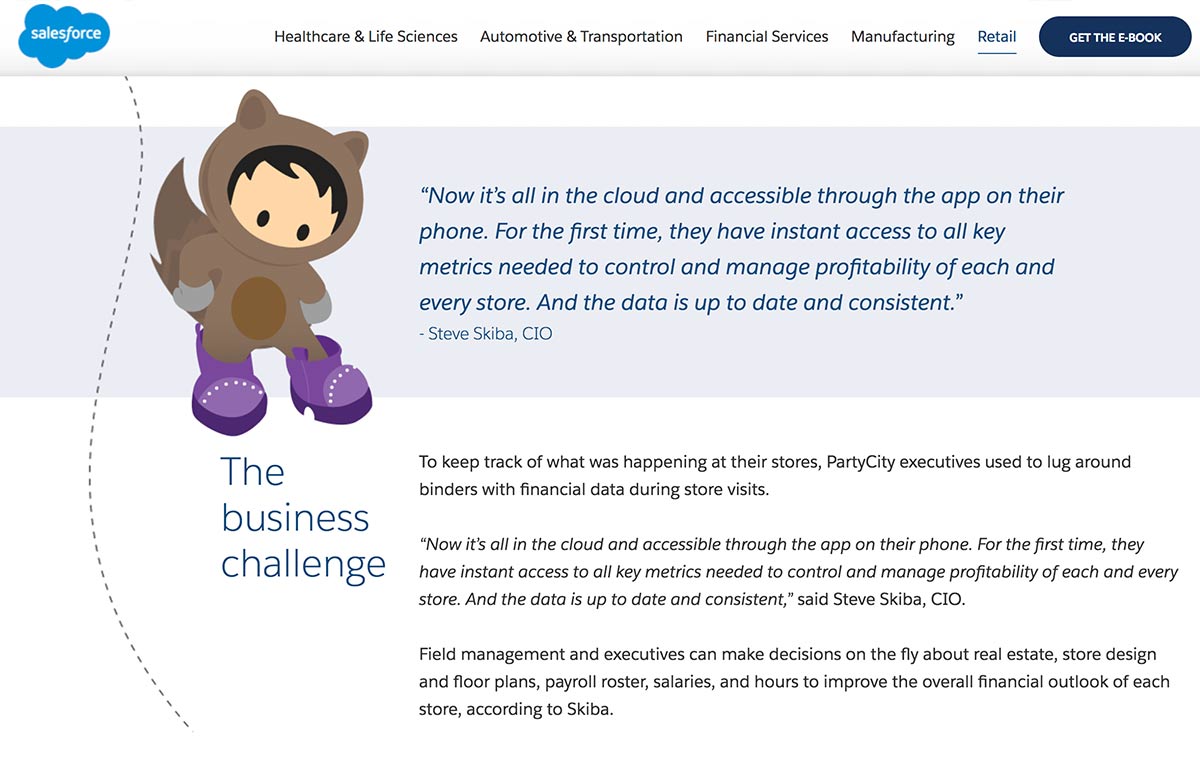 salesforce
Healthcare & Life Sciences
Automotive & Transportation
Financial Services
Manufacturing
Retail
GET THE E-BOOK
“Now it’s all in the cloud and accessible through the app on their
phone. For the first time, they have instant access to all key
metrics needed to control and manage profitability of each and
every store. And the data is up to date and consistent.”
- Steve Skiba, CIO
The
business
challenge
To keep track of what was happening at their stores, PartyCity executives used to lug around
binders with financial data during store visits.
“Now it’s all in the cloud and accessible through the app on their phone. For the first time, they
have instant access to all key metrics needed to control and manage profitability of each and every
store. And the data is up to date and consistent,” said Steve Skiba, CIO.
Field management and executives can make decisions on the fly about real estate, store design
and floor plans, payroll roster, salaries, and hours to improve the overall financial outlook of each
store, according to Skiba.